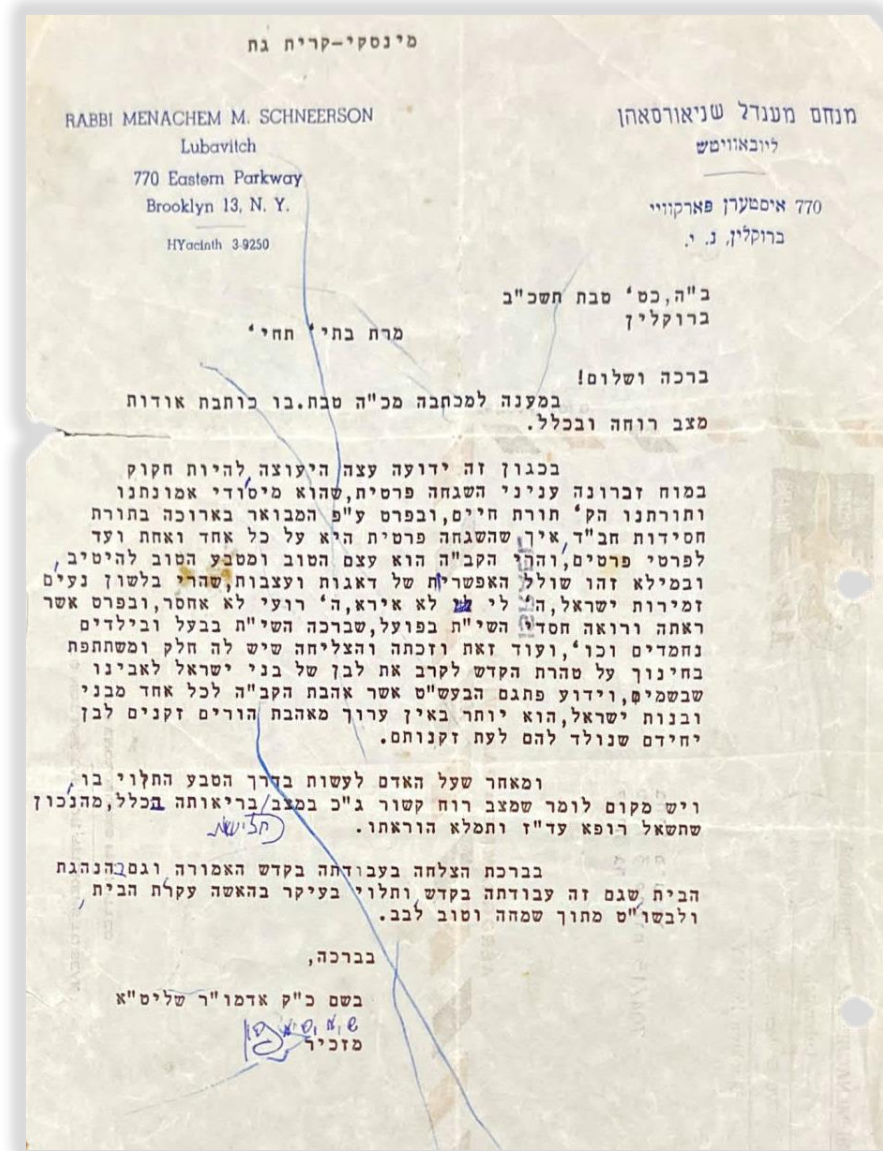 מינסקי-קרית גת
RABBI MENACHEM M. SCHNEERSON
Lubavitch
770 Eastern Parkway
Brooklyn 13, N. Y.
HYacinth 3-9250
מנחם מענדל שניאורסאהן
ליובאוויטש
770 איסטערן פארקוויי
ברוקלין, נ. י.
ב"ה,כט' טבת תשכ"ב
ברוקלין
מרת בתי' תחי'
ברכה ושלום!
במענה למכתבה מכ"ה טבת.בו כותבת אודות
מצב רוחה ובכלל.
בכגון זה ידועה עצה היעוצה,להיות חקוק
במוח זכרונה עניני השגחה פרטית,שהוא מיסודי אמונתנו
ותורתנו הק' תורת חיים,ובפרט ע"פ המבואר בארוכה בתורת
חסידות חב"ד,איך שהשגחה פרטית היא על כל אחד ואחת ועד
לפרטי פרטים,והרי הקב"ה הוא עצם הטוב ומטבע הטוב להיטיב,
ובמילא זהו שולל האפשרית של דאגות ועצבות,שהרי בלשון נעים
זמירות ישראל,ה' לי לא אירא,ה' רועי לא אחסר,ובפרט אשר
ראתה ורואה חסדי השי"ת בפועל,שברכה השי"ת בבעל ובילדים
נחמדים וכו',ועוד זאת וזכתה והצליחה שיש לה חלק ומשתתפת
בחינוך על טהרת הקדש לקרב את לבן של בני ישראל לאבינו
שבשמים,וידוע פתגם הבעש"ט אשר אהבת הקב"ה לכל אחד מבני
ובנות ישראל,הוא יותר באין ערוך מאהבת הורים זקנים לבן
יחידם שנולד להם לעת זקנותם.
ומאחר שעל האדם לעשות בדרך הטבע התלוי בו,
ויש מקום לומר שמצב רוח קשור ג"כ במצב/בריאותה בכלל,מהנכון
שתשאל רופא עד"ז ותמלא הוראתו.
בברכת הצלחה בעבודתה בקדש האמורה,וגם בהנהגת
הבית שגם זה עבודתה בקדש,ותלוי בעיקר בהאשה עקרת הבית,
ולבשו"ט מתוך שמחה וטוב לבב.
בברכה,
בשם כ"ק אדמו"ר שליט"א
מזכיר